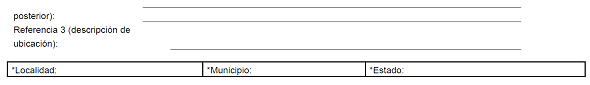 posterior):
Referencia 3 (descripción de
ubicación):
*Localidad: *Municipio: *Estado: